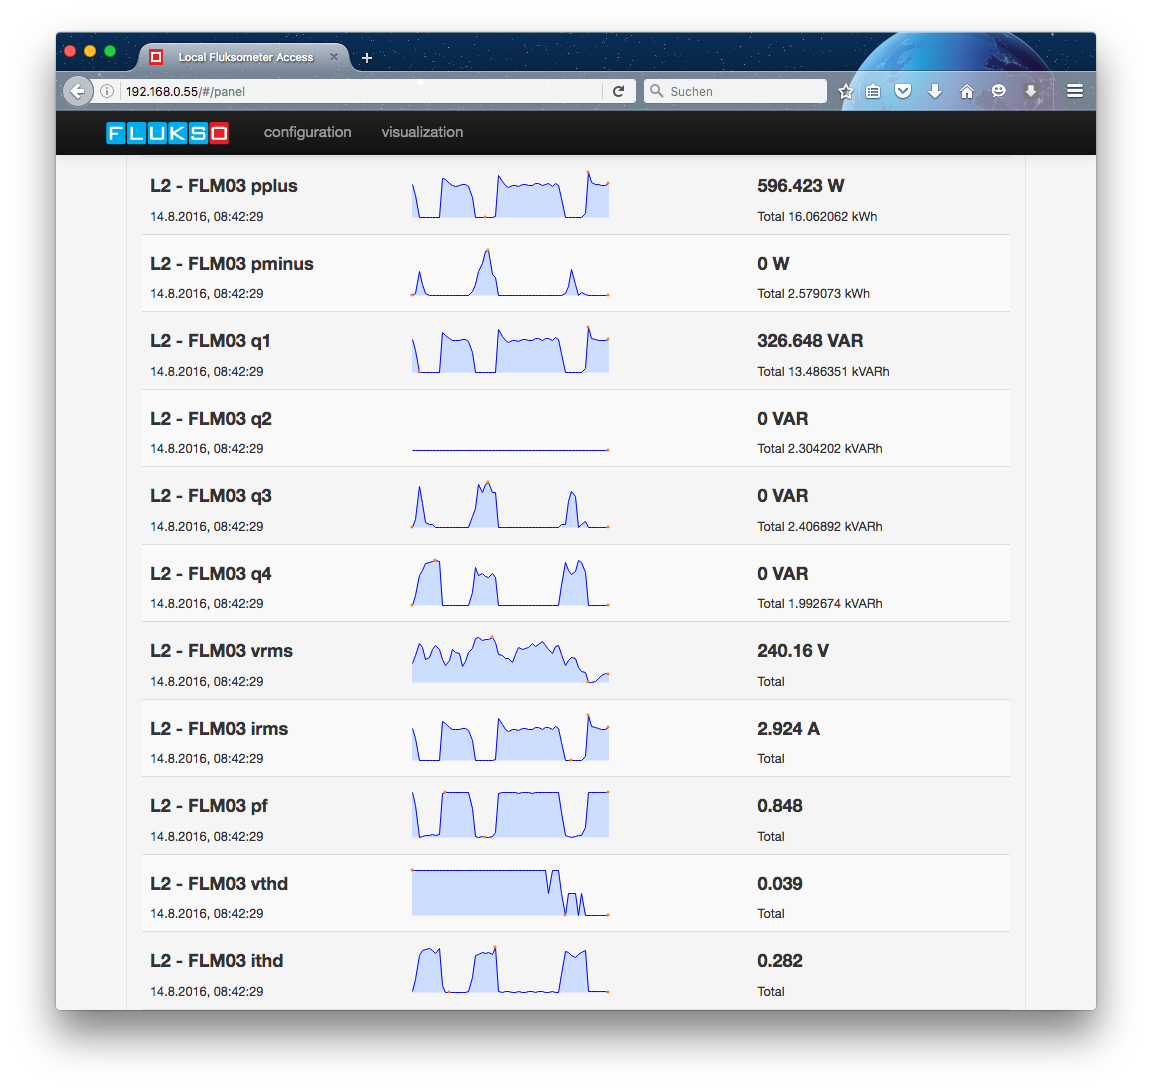 Local Fluksometer Access
192.168.0.55/#/panel
Suchen
FLUKSO configuration visualization
L2 - FLM03 pplus 596.423 W
14.8.2016, 08:42:29 Total 16.062062 kWh
L2 - FLM03 pminus 0 W
14.8.2016, 08:42:29 Total 2.579073 kWh
L2 - FLM03 q1 326.648 VAR
14.8.2016, 08:42:29 Total 13.486351 kVARh
L2 - FLM03 q2 0 VAR
14.8.2016, 08:42:29 Total 2.304202 kVARh
L2 - FLM03 q3 0 VAR
14.8.2016, 08:42:29 Total 2.406892 kVARh
L2 - FLM03 q4 0 VAR
14.8.2016, 08:42:29 Total 1.992674 kVARh
L2 - FLM03 vrms 240.16 V
14.8.2016, 08:42:29 Total
L2 - FLM03 irms 2.924 A
14.8.2016, 08:42:29 Total
L2 - FLM03 pf 0.848
14.8.2016, 08:42:29 Total
L2 - FLM03 vthd 0.039
14.8.2016, 08:42:29 Total
L2 - FLM03 ithd 0.282
14.8.2016, 08:42:29 Total